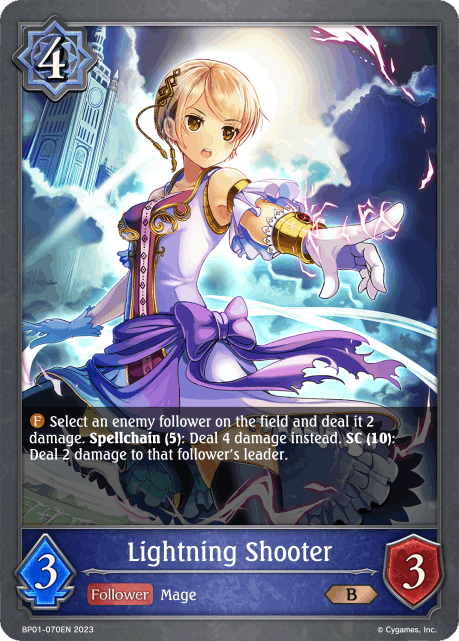 4
F Select an enemy follower on the field and deal it 2
damage. Spellchain (5): Deal 4 damage instead. SC (10):
Deal 2 damage to that follower's leader.
Lightning Shooter
3
Follower Mage
B
3
BP01-070EN 2023
© Cygames, Inc.